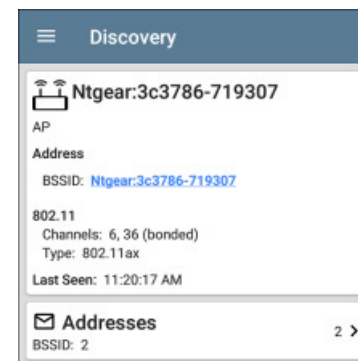 Discovery
Ntgear:3c3786-719307
AP
Address
BSSID: Ntgear:3c3786-719307
802.11
Channels: 6, 36 (bonded)
Type: 802.11ax
Last Seen: 11:20:17 AM
Addresses
2
BSSID: 2